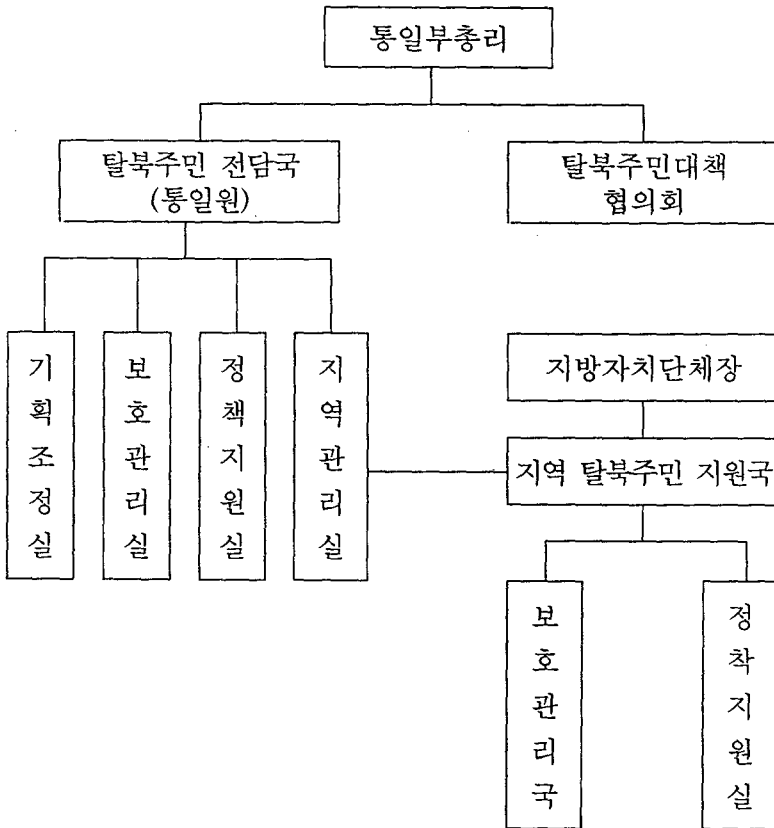 통일부총리
탈북주민 전담국
(통일원)
탈북주민대책
협의회
기획조정실
보호관리실
정책지원실
지역관리실
지방자치단체장
지역 탈북주민 지원국
보호관리국
정착지원실